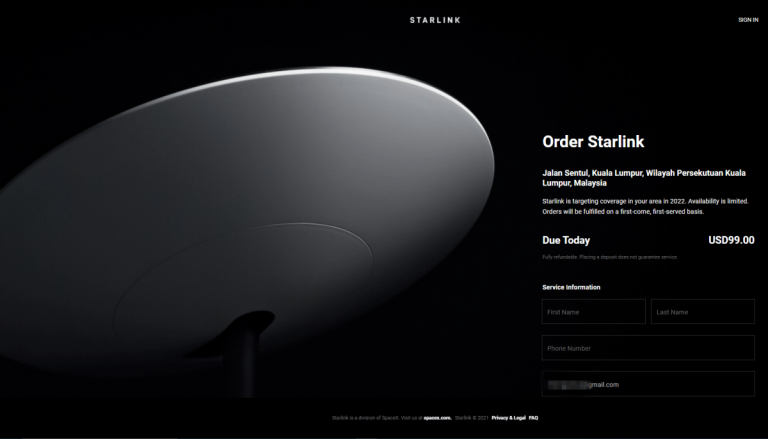 STARLINK
SIGN IN
Order Starlink
Jalan Sentul, Kuala Lumpur, Wilayah Persekutuan Kuala
Lumpur, Malaysia
Starlink is targeting coverage in your area in 2022. Availability is limited.
Orders will be fulfilled on a first-come, first-served basis.
Due Today USD99.00
Fully refundable. Placing a deposit does not guarantee service.
Service Information
First Name Last Name
Phone Number
gmail.com
Starlink is a division of SpaceX. Visit us at spacex.com. Starlink © 2021 Privacy & Legal FAQ